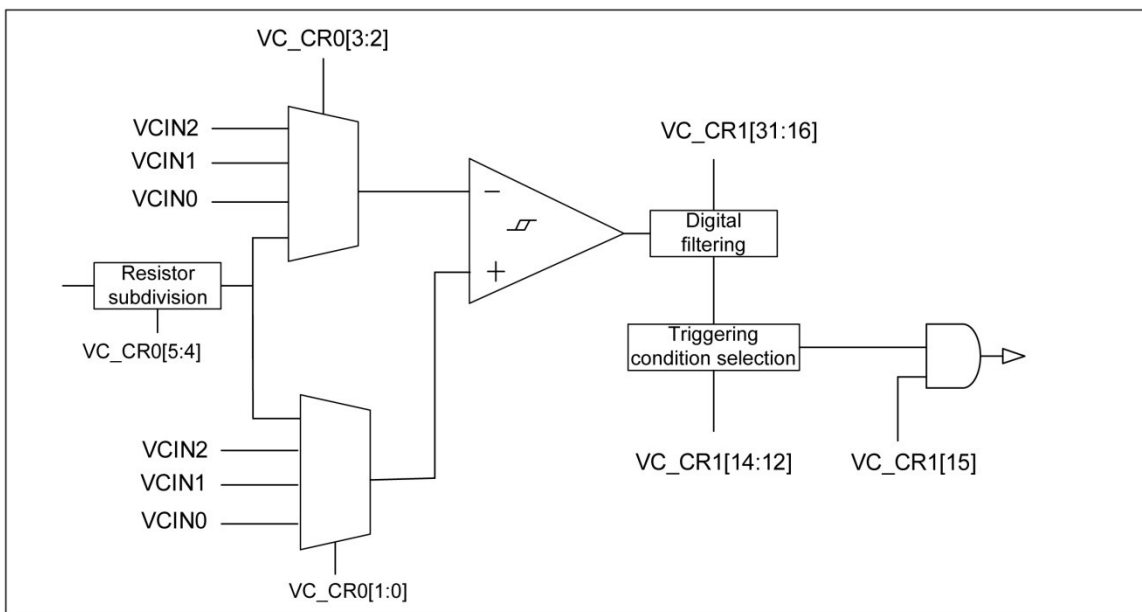 VC_CR0[3:2]
VCIN2
VCIN1
VCIN0
VC_CR1[31:16]
−
+
Digital
filtering
Resistor
subdivision
VC_CR0[5:4]
Triggering
condition selection
VCIN2
VCIN1
VCIN0
VC_CR1[14:12]
VC_CR1[15]
VC_CR0[1:0]